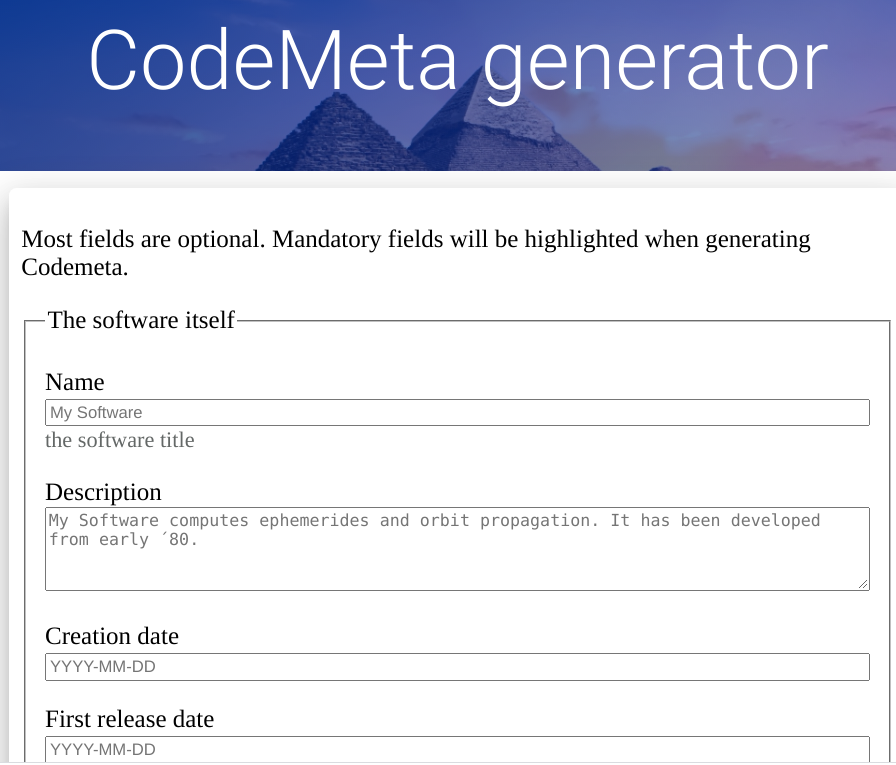 CodeMeta generator
Most fields are optional. Mandatory fields will be highlighted when generating
Codemeta.
The software itself
Name
My Software
the software title
Description
My Software computes ephemerides and orbit propagation. It has been developed
from early ´80.
Creation date
YYYY-MM-DD
First release date
YYYY-MM-DD